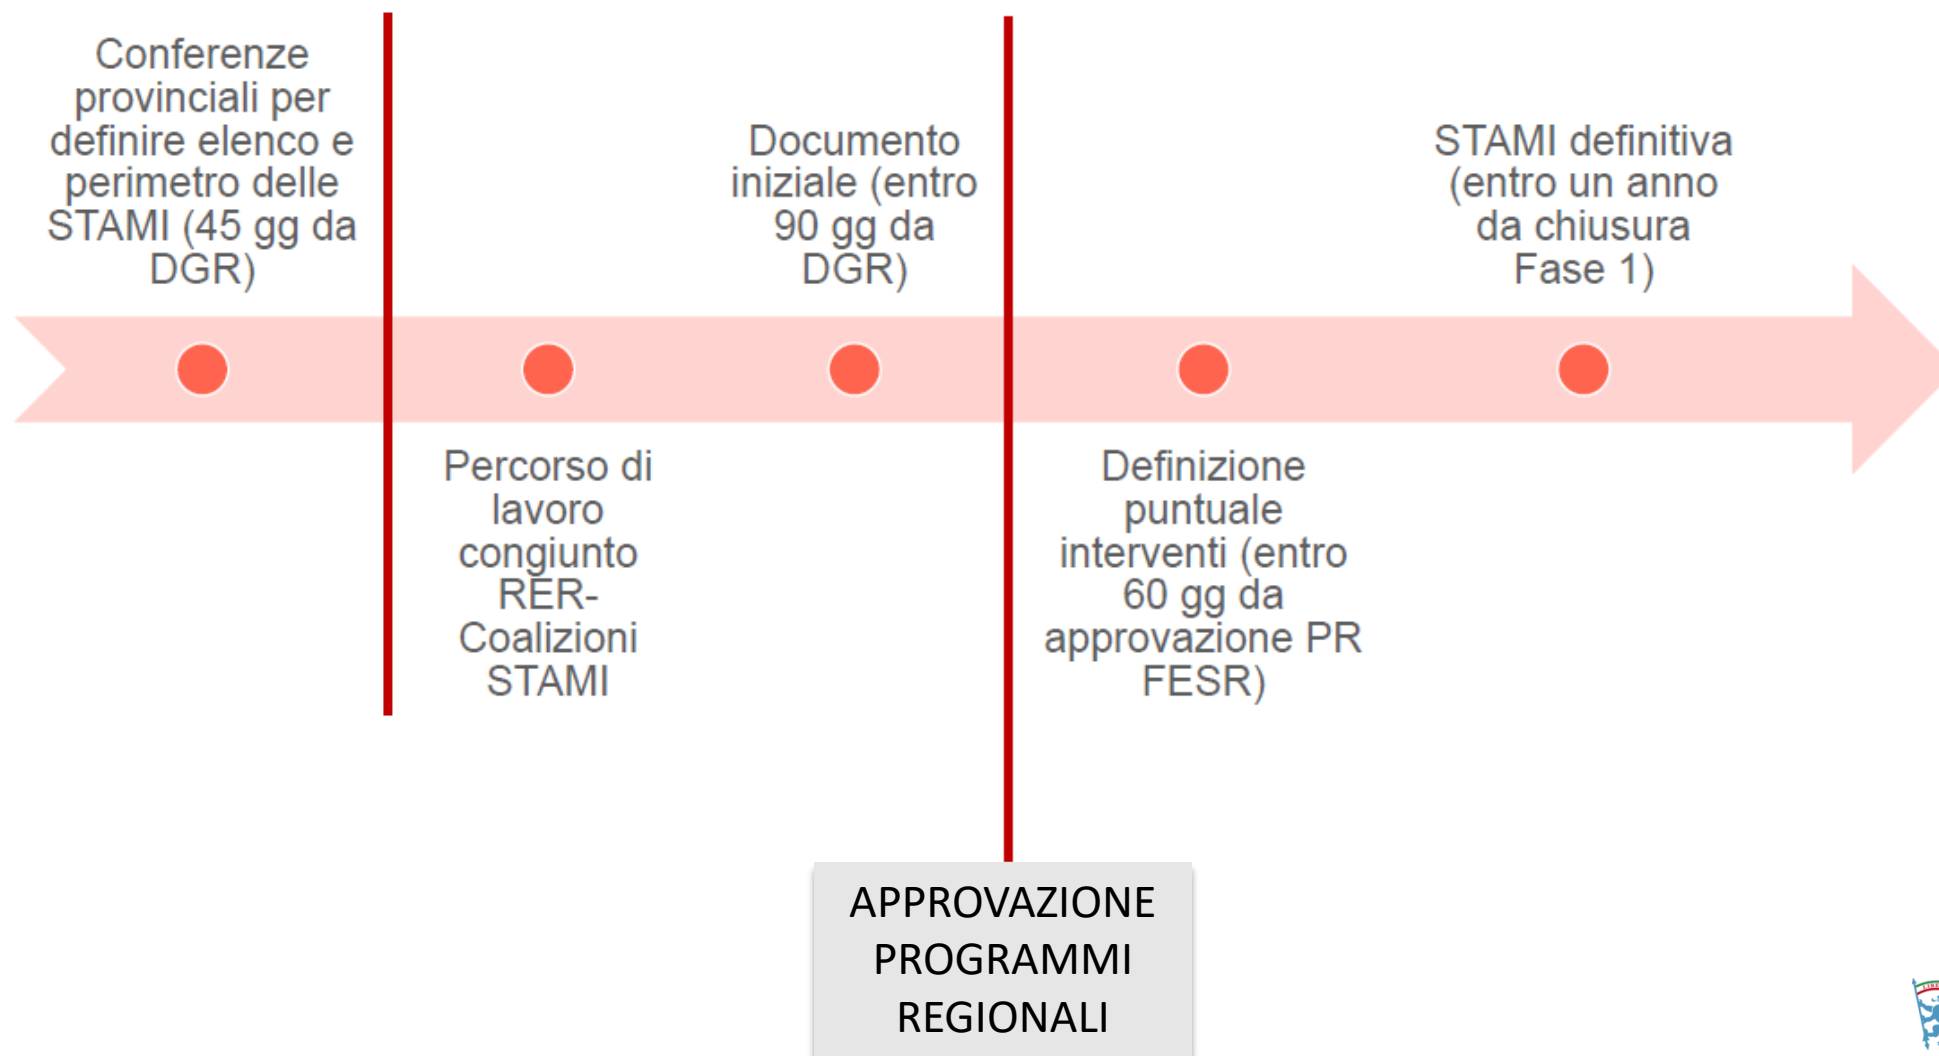 Conferenze
provinciali per
definire elenco e
perimetro delle
STAMI (45 gg da
DGR)
Percorso di
lavoro
congiunto
RER-
Coalizioni
STAMI
Documento
iniziale (entro
90 gg da
DGR)
Definizione
puntuale
interventi (entro
60 gg da
approvazione PR
FESR)
STAMI definitiva
(entro un anno
da chiusura
Fase 1)
APPROVAZIONE
PROGRAMMI
REGIONALI